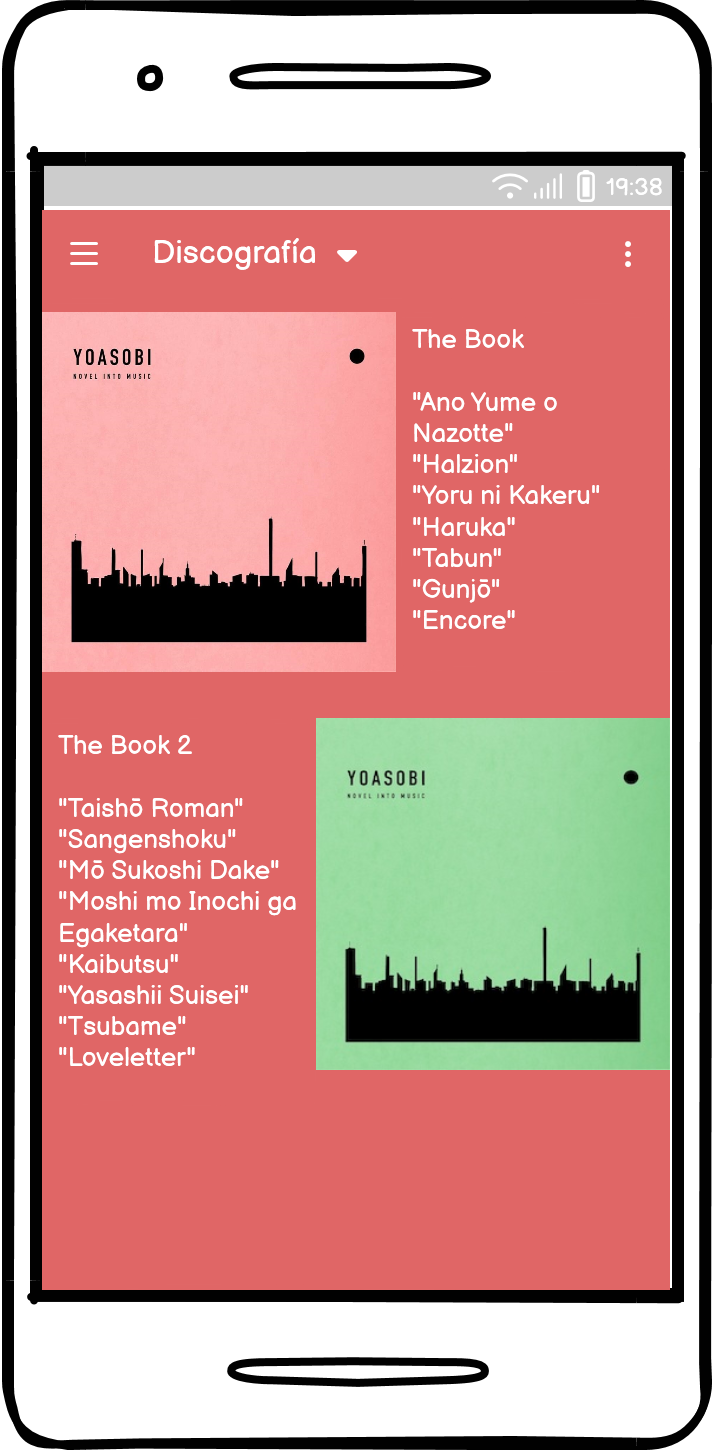 19:38
Discografía
YOASOBI
NOVEL INTO MUSIC
The Book
"Ano Yume o
Nazotte"
"Halzion"
"Yoru ni Kakeru"
"Haruka"
"Tabun"
"Gunjō"
"Encore"
The Book 2
"Taishō Roman"
"Sangenshoku"
"Mō Sukoshi Dake"
"Moshi mo Inochi ga
Egaketara"
"Kaibutsu"
"Yasashii Suisei"
"Tsubame"
"Loveletter"
YOASOBI
NOVEL INTO MUSIC